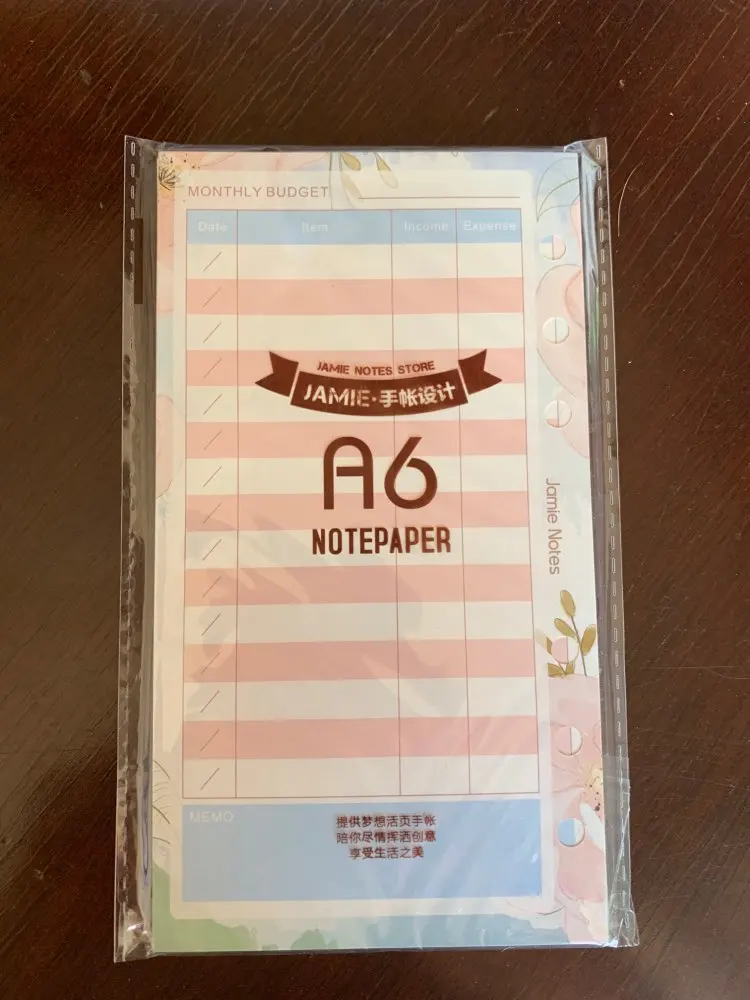 MONTHLY BUDGET
Date Item Income Expense
JAMIE NOTES STORE
JAMIE·手帐设计
A6
NOTEPAPER
Jamie Notes
MEMO
提供梦想活页手帐
陪你尽情挥洒创意
享受生活之美